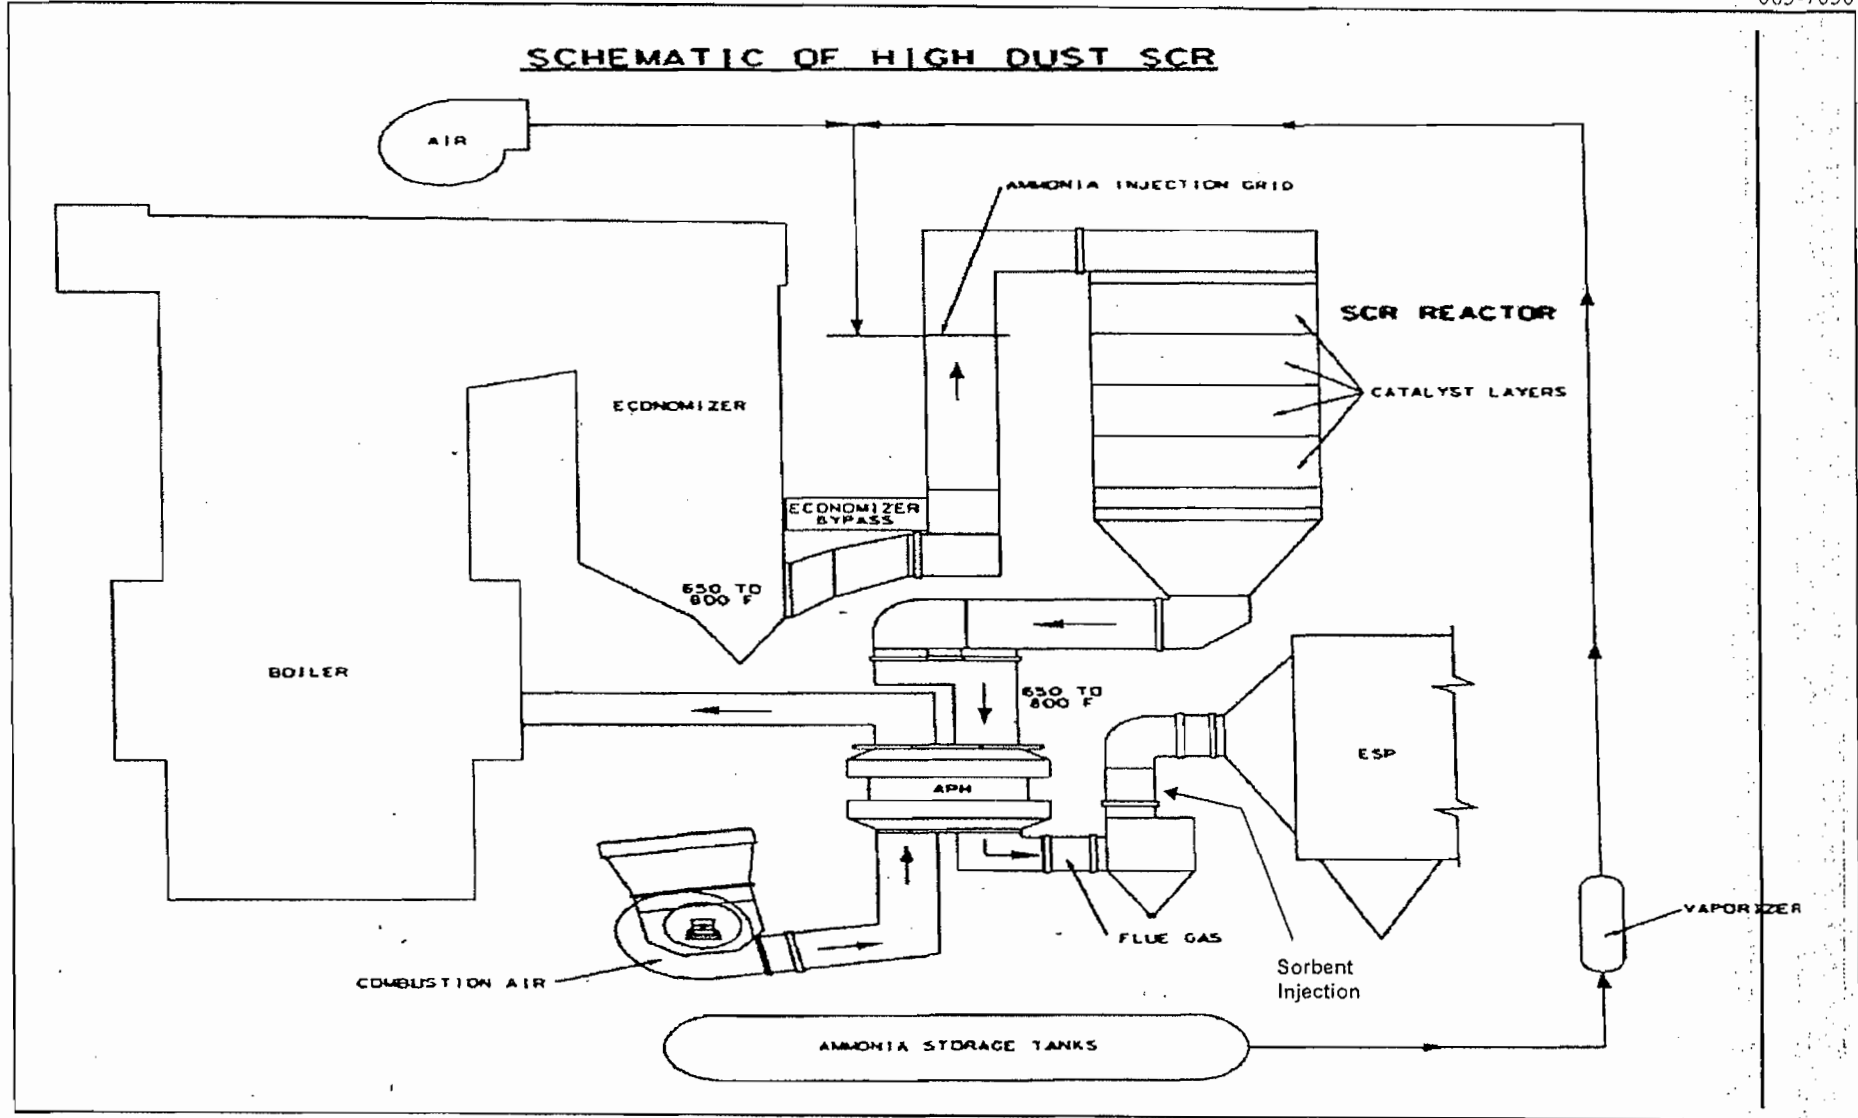 SCHEMATIC OF HIGH DUST SCR
AIR
AMMONIA INJECTION GRID
SCR REACTOR
CATALYST LAYERS
ECONOMIZER
ECONOMIZER
BYPASS
650 TO
800 F
BOILER
650 TO
800 F
ESP
APH
VAPORIZER
FLUE GAS
Sorbent
Injection
COMBUSTION AIR
AMMONIA STORAGE TANKS